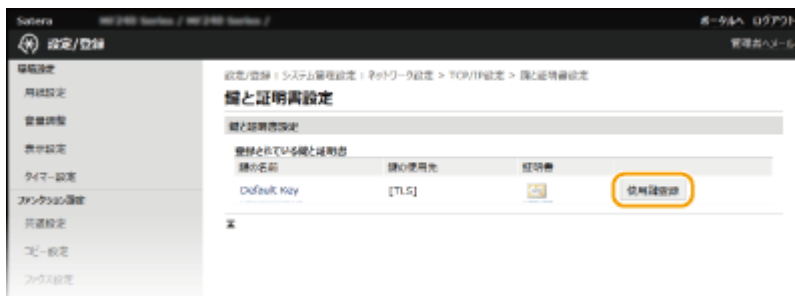 Satera
MF240 Series / MF240 Series /
ポータルへ ログアウト
設定/登録
管理者へメール
環境設定
用紙設定
音量調整
表示設定
タイマー設定
ファンクション設定
共通設定
コピー設定
ファクス設定
設定/登録 : システム管理設定 : ネットワーク設定 > TCP/IP設定 > 鍵と証明書設定
鍵と証明書設定
鍵と証明書設定
登録されている鍵と証明書
鍵の名前
鍵の使用先
証明書
Default Key
[TLS]
使用鍵登録